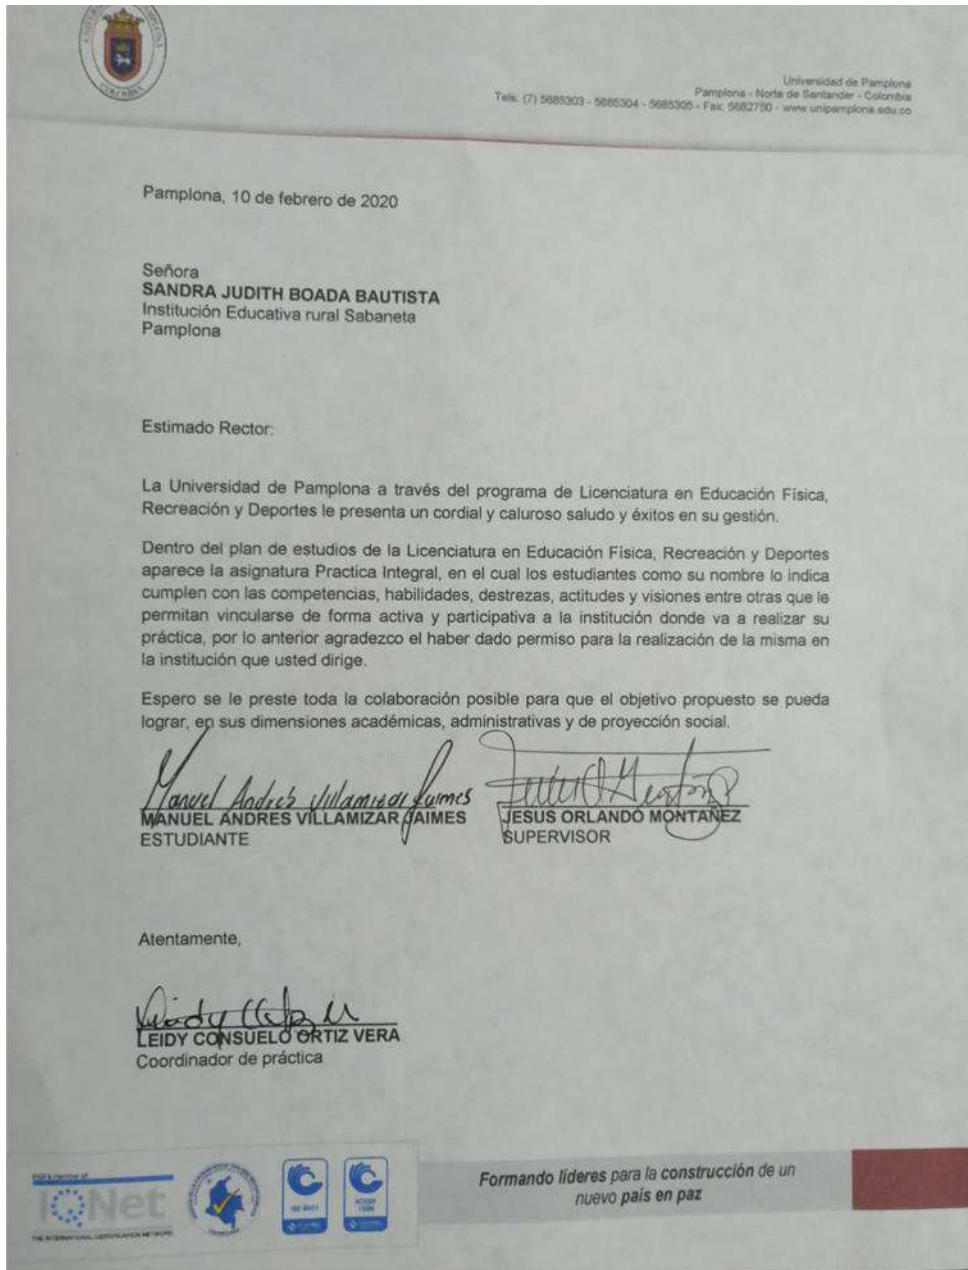 COLOMBIA
Universidad de Pamplona
Pamplona - Norte de Santander - Colombia
Tels: (7) 5685303 - 5685304 - 5685305 - Fax: 5682750 - www.unipamplona.edu.co
Pamplona, 10 de febrero de 2020
Señora
SANDRA JUDITH BOADA BAUTISTA
Institución Educativa rural Sabaneta
Pamplona
Estimado Rector:
La Universidad de Pamplona a través del programa de Licenciatura en Educación Física,
Recreación y Deportes le presenta un cordial y caluroso saludo y éxitos en su gestión.
Dentro del plan de estudios de la Licenciatura en Educación Física, Recreación y Deportes
aparece la asignatura Practica Integral, en el cual los estudiantes como su nombre lo indica
cumplen con las competencias, habilidades, destrezas, actitudes y visiones entre otras que le
permitan vincularse de forma activa y participativa a la institución donde va a realizar su
práctica, por lo anterior agradezco el haber dado permiso para la realización de la misma en
la institución que usted dirige.
Espero se le preste toda la colaboración posible para que el objetivo propuesto se pueda
lograr, en sus dimensiones académicas, administrativas y de proyección social.
Manuel Andrés Villamizar Jaimes
MANUEL ANDRES VILLAMIZAR JAIMES
ESTUDIANTE
JESUS ORLANDO MONTAÑEZ
SUPERVISOR
Atentamente,
LEIDY CONSUELO ORTIZ VERA
Coordinador de práctica
IQNet
THE INTERNATIONAL CERTIFICATION NETWORK
ISO 9001
Formando líderes para la construcción de un
nuevo país en paz